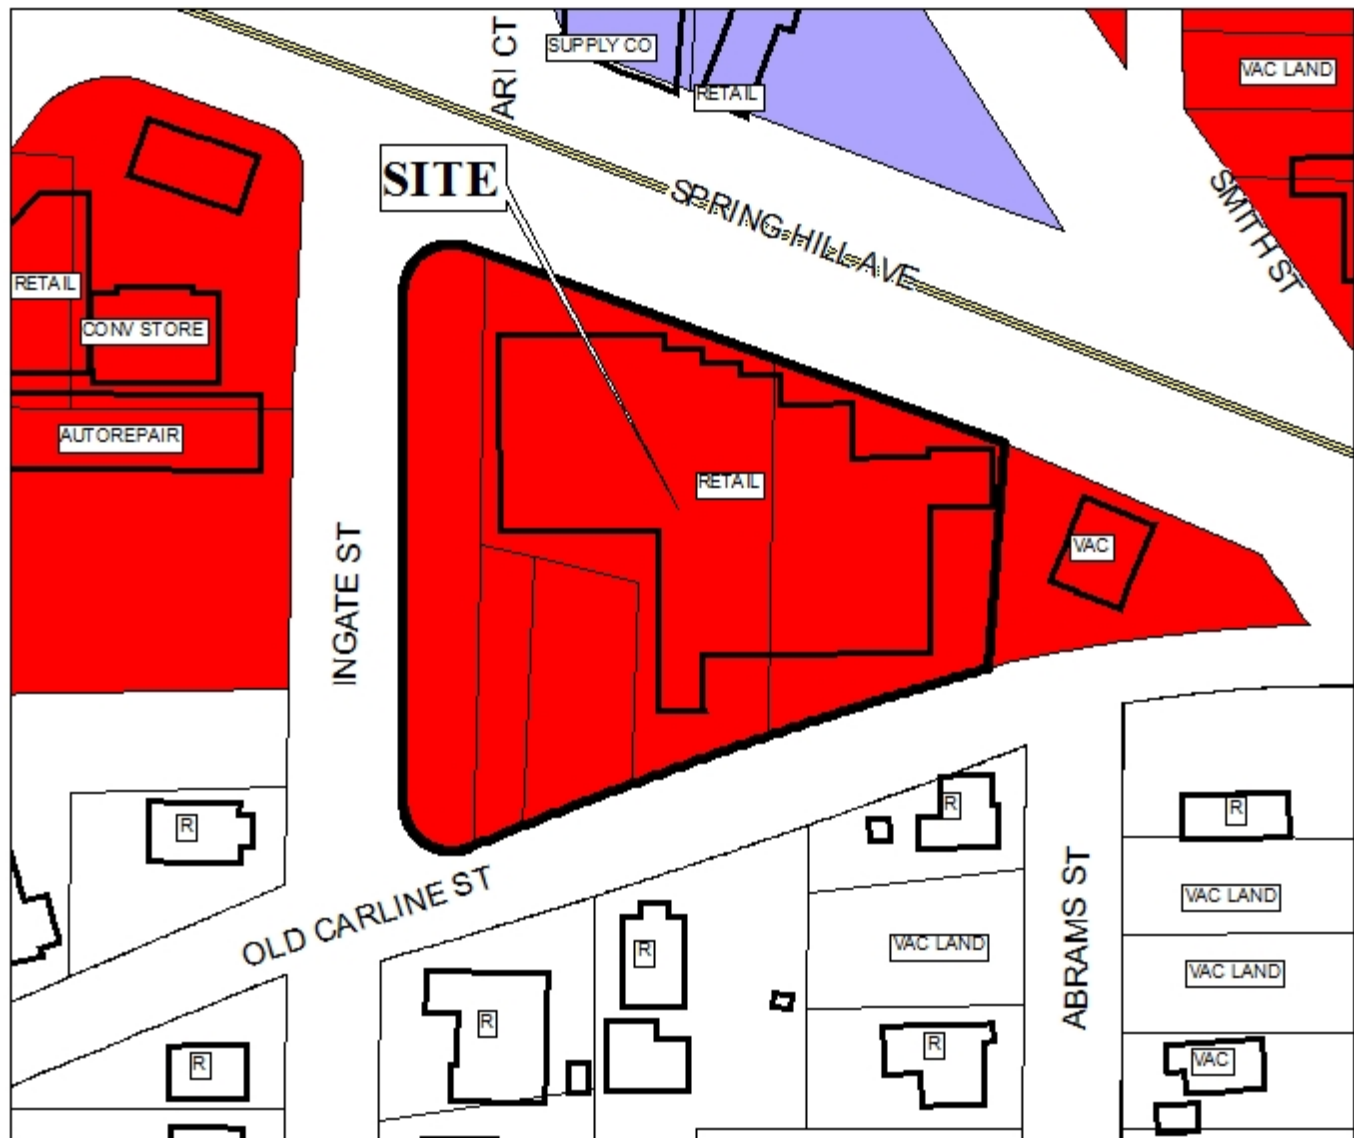 SUPPLY CO
ARI CT
RETAIL
VAC LAND
SITE
SPRING HILL AVE
SMITH ST
RETAIL
CONV STORE
AUTOREPAIR
RETAIL
VAC
INGATE ST
R
R
R
OLD CARLINE ST
ABRAMS ST
VAC LAND
R
VAC LAND
VAC LAND
R
R
R
VAC